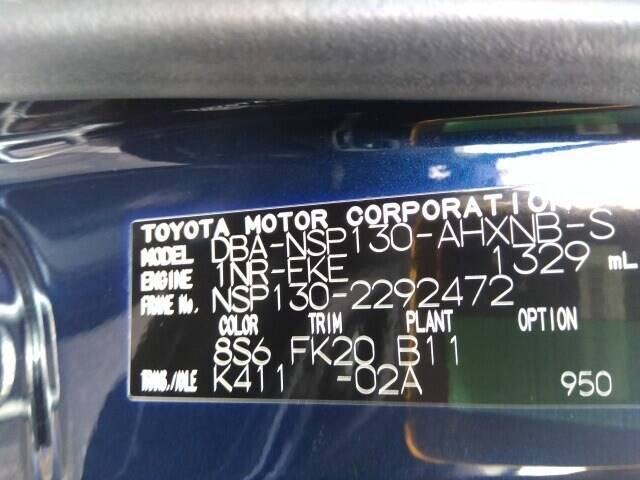 TOYOTA MOTOR CORPORATION
MODEL DBA-NSP130-AHXNB-S
ENGINE 1NR-FKE 1329 mL
FRAME No. NSP130-2292472
COLOR TRIM PLANT OPTION
8S6 FK20 B11
TRANS./AXLE K411 -02A 950